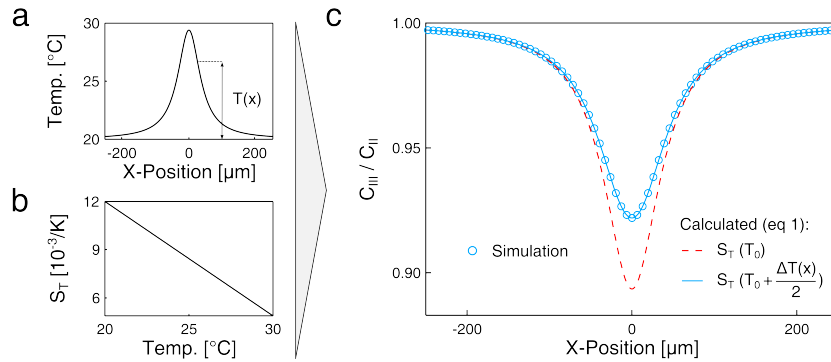 a
Temp. [°C]
30
27
24
20
T(x)
-200
0
200
X-Position [µm]
b
S_T [10⁻³/K]
12
9
6
20
25
30
Temp. [°C]
c
C_III / C_II
1.00
0.95
0.90
Simulation
Calculated (eq 1):
S_T (T_0)
S_T (T_0 + ΔT(x)/2)
-200
0
200
X-Position [µm]